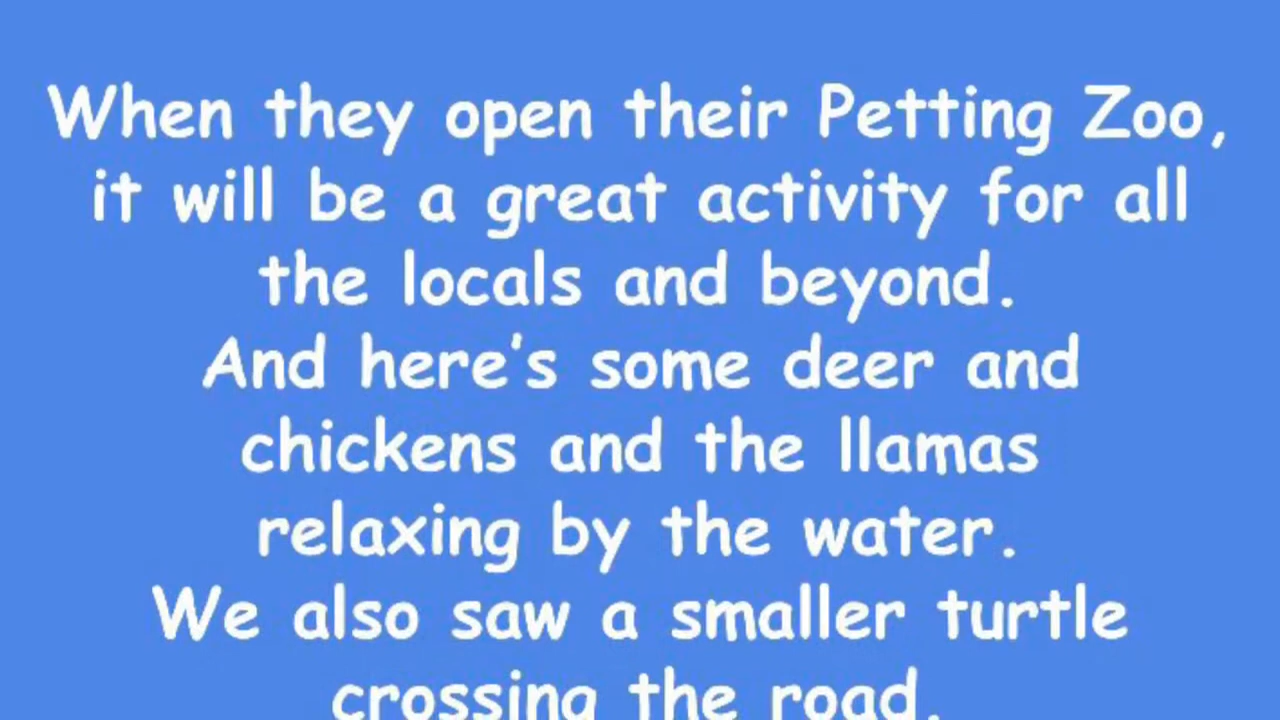 When they open their Petting Zoo,
it will be a great activity for all
the locals and beyond.
And here's some deer and
chickens and the llamas
relaxing by the water.
We also saw a smaller turtle
crossing the road.